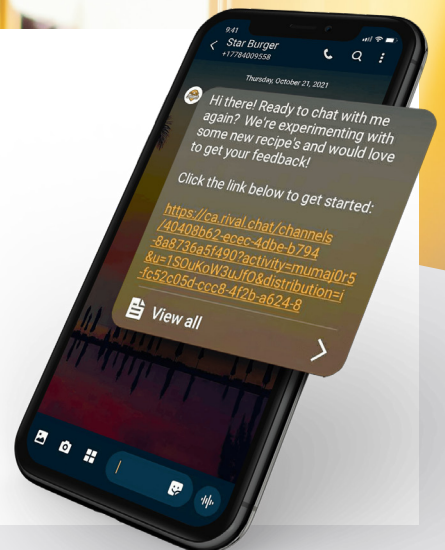 9:41
Star Burger
+17784009558
Thursday, October 21, 2021
Hi there! Ready to chat with me
again? We're experimenting with
some new recipe's and would love
to get your feedback!
Click the link below to get started:
https://ca.rival.chat/channels
/40408b62-ecec-4dbe-b794
-8a8736a5f490?activity=mumaj0r5
&u=1SOuKoW3uJfO&distribution=i
-fc52c05d-ccc8-4f2b-a624-8
View all